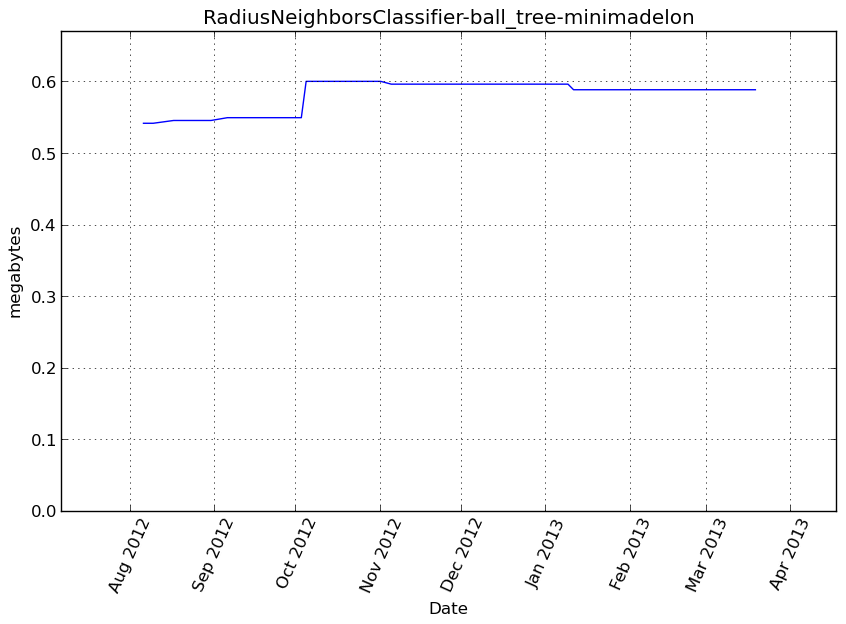 RadiusNeighborsClassifier-ball_tree-minimadelon
0.6
0.5
0.4
0.3
0.2
0.1
0.0
megabytes
Aug 2012
Sep 2012
Oct 2012
Nov 2012
Dec 2012
Jan 2013
Feb 2013
Mar 2013
Apr 2013
Date